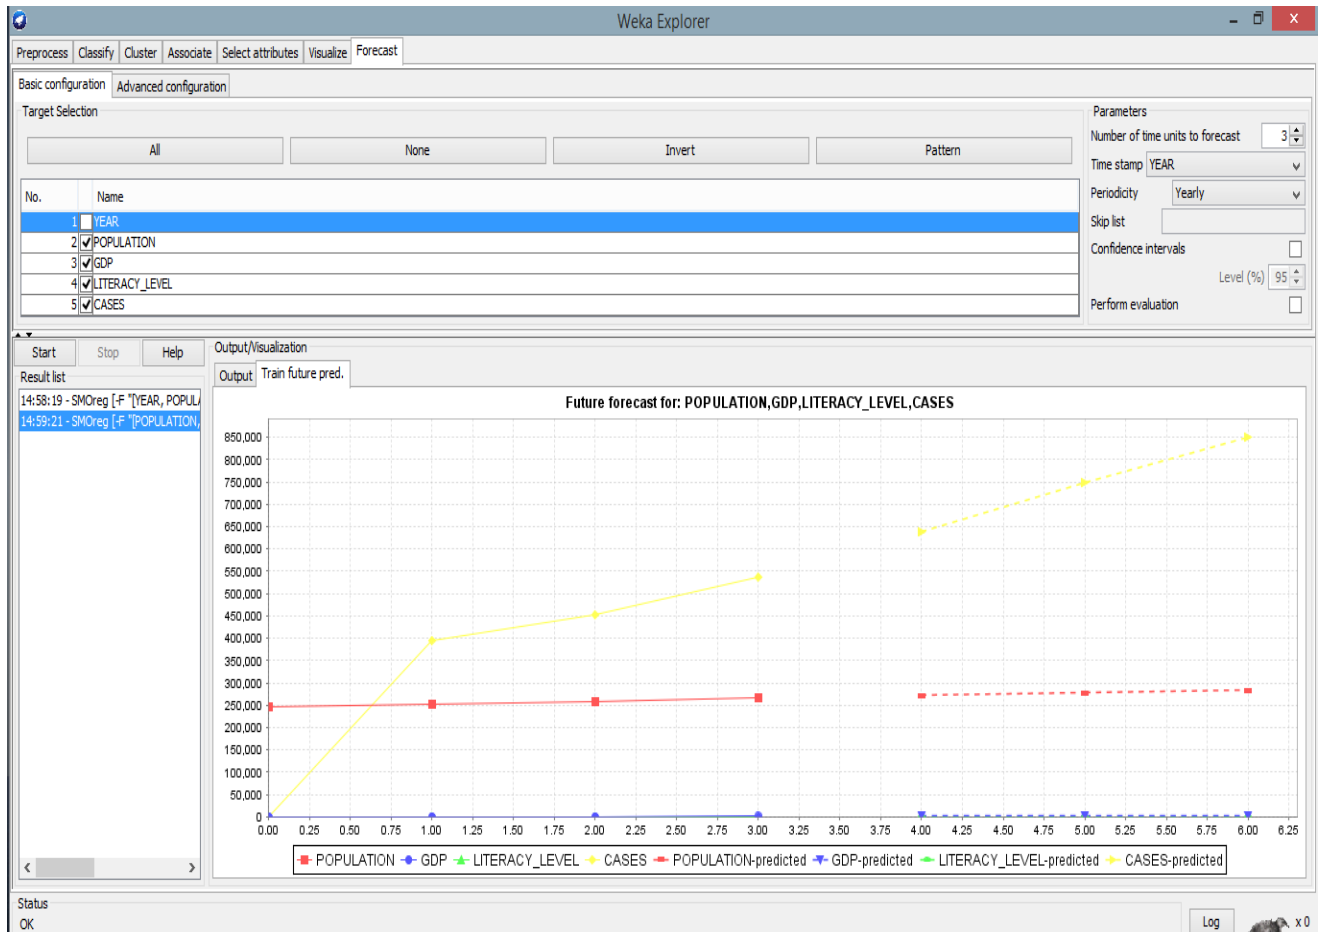 Weka Explorer
Preprocess Classify Cluster Associate Select attributes Visualize Forecast
Basic configuration Advanced configuration
Target Selection
All None Invert Pattern
No. Name
1 YEAR
2 POPULATION
3 GDP
4 LITERACY_LEVEL
5 CASES
Parameters
Number of time units to forecast 3
Time stamp YEAR
Periodicity Yearly
Skip list
Confidence intervals
Level (%) 95
Perform evaluation
Start Stop Help
Result list
14:58:19 - SMOreg [-F "[YEAR, POPUL
14:59:21 - SMOreg [-F "[POPULATION,
Output/Visualization
Output Train future pred.
Future forecast for: POPULATION,GDP,LITERACY_LEVEL,CASES
850,000
800,000
750,000
700,000
650,000
600,000
550,000
500,000
450,000
400,000
350,000
300,000
250,000
200,000
150,000
100,000
50,000
0
0.00 0.25 0.50 0.75 1.00 1.25 1.50 1.75 2.00 2.25 2.50 2.75 3.00 3.25 3.50 3.75 4.00 4.25 4.50 4.75 5.00 5.25 5.50 5.75 6.00 6.25
POPULATION GDP LITERACY_LEVEL CASES POPULATION-predicted GDP-predicted LITERACY_LEVEL-predicted CASES-predicted
Status
OK
Log x 0